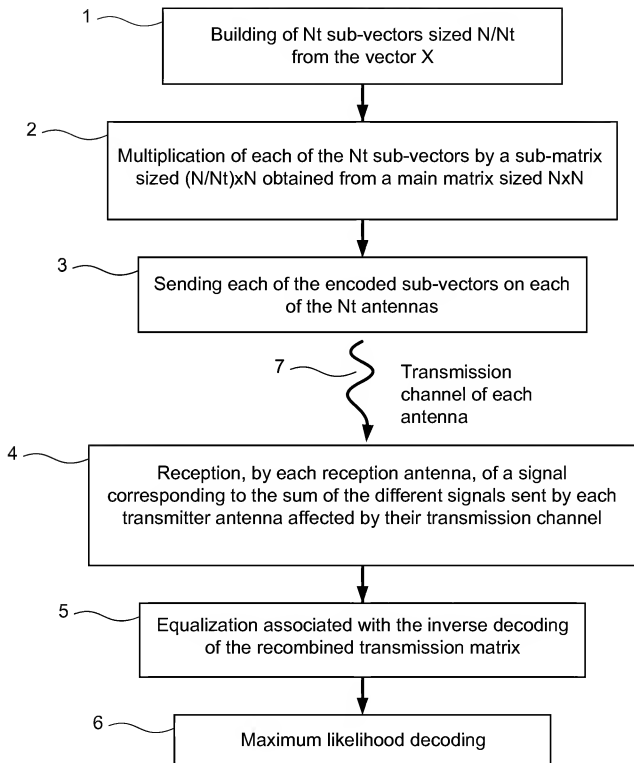 1
Building of Nt sub-vectors sized N/Nt
from the vector X
2
Multiplication of each of the Nt sub-vectors by a sub-matrix
sized (N/Nt)xN obtained from a main matrix sized NxN
3
Sending each of the encoded sub-vectors on each
of the Nt antennas
7
Transmission
channel of each
antenna
4
Reception, by each reception antenna, of a signal
corresponding to the sum of the different signals sent by each
transmitter antenna affected by their transmission channel
5
Equalization associated with the inverse decoding
of the recombined transmission matrix
6
Maximum likelihood decoding